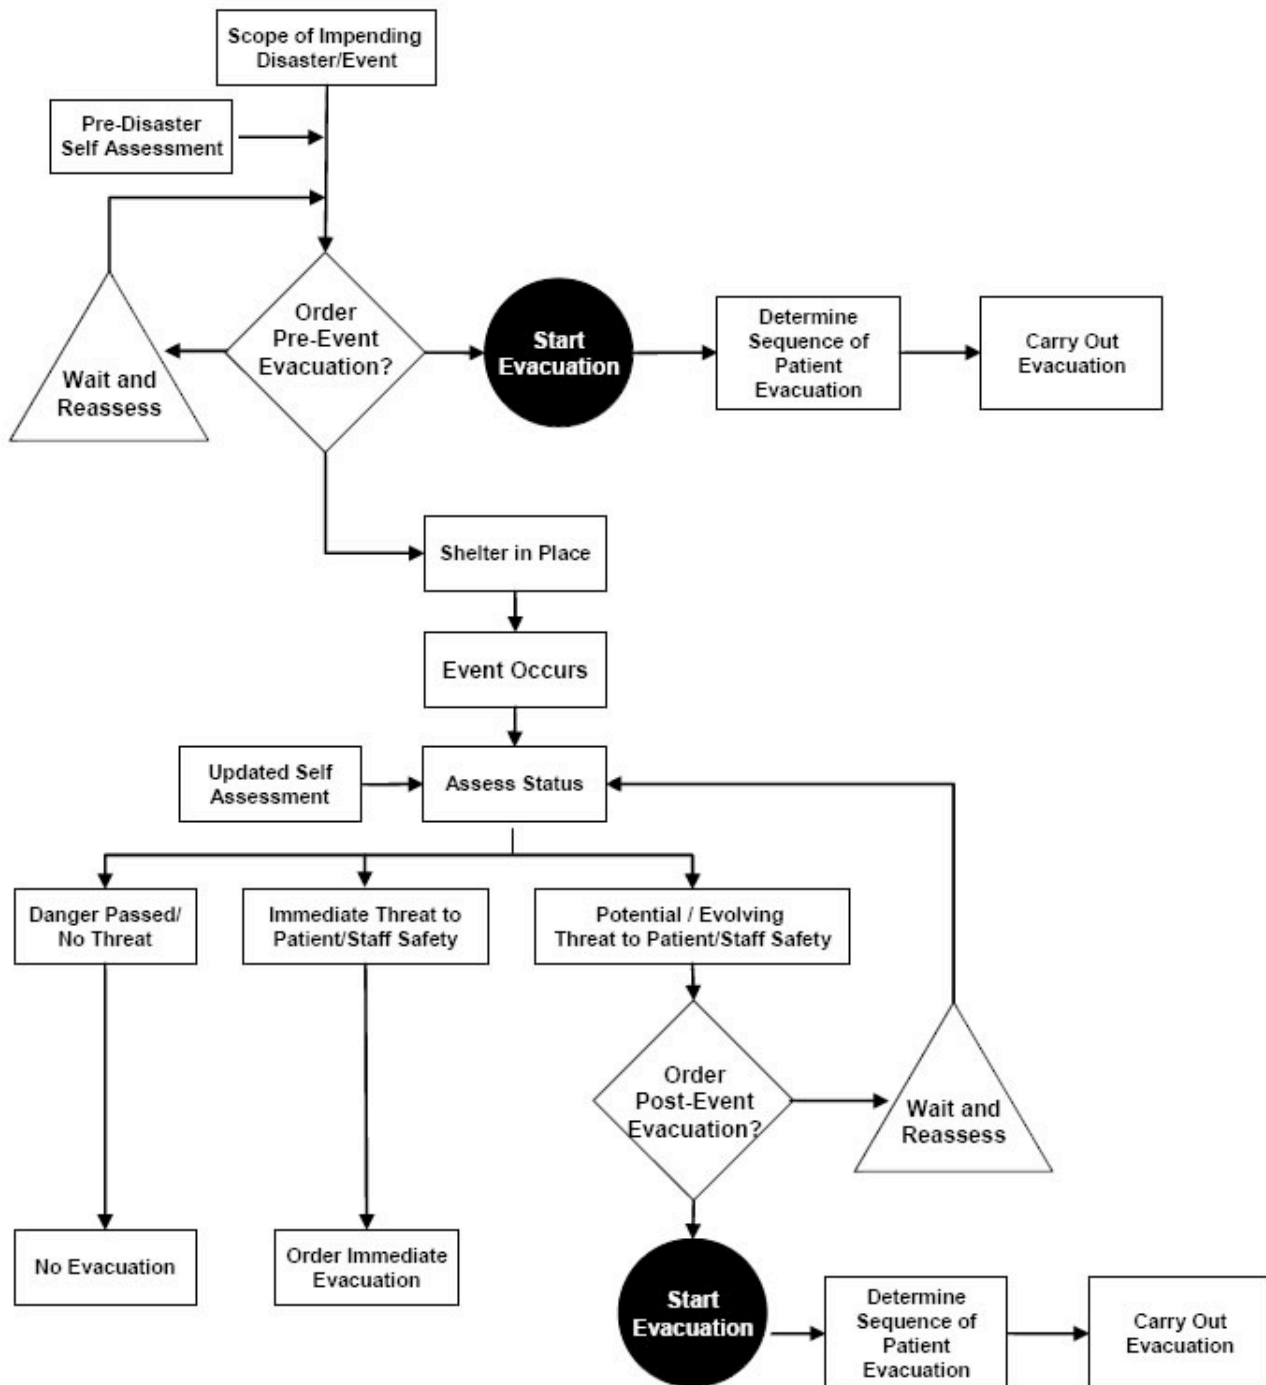 Scope of Impending
Disaster/Event
Pre-Disaster
Self Assessment
Order
Pre-Event
Evacuation?
Wait and
Reassess
Start
Evacuation
Determine
Sequence of
Patient
Evacuation
Carry Out
Evacuation
Shelter in Place
Event Occurs
Updated Self
Assessment
Assess Status
Danger Passed/
No Threat
Immediate Threat to
Patient/Staff Safety
Potential / Evolving
Threat to Patient/Staff Safety
Order
Post-Event
Evacuation?
Wait and
Reassess
No Evacuation
Order Immediate
Evacuation
Start
Evacuation
Determine
Sequence of
Patient
Evacuation
Carry Out
Evacuation